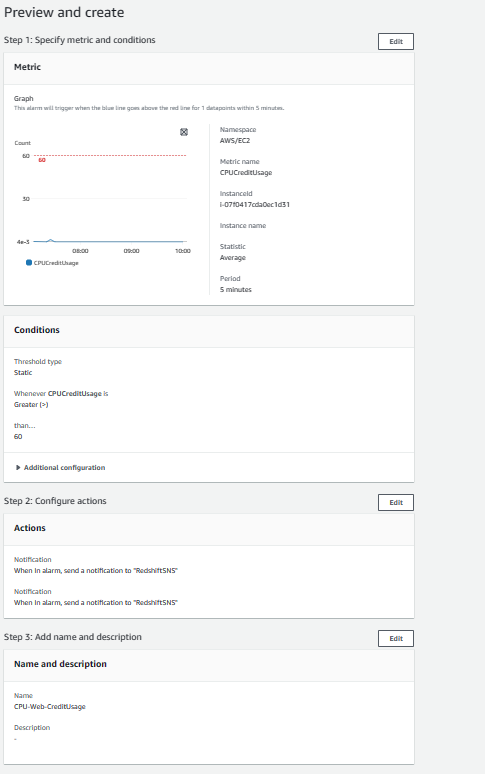 Preview and create
Step 1: Specify metric and conditions
Edit
Metric
Graph
This alarm will trigger when the blue line goes above the red line for 1 datapoints within 5 minutes.
Count
60
60
30
4e-3
08:00
09:00
10:00
CPUCreditUsage
Namespace
AWS/EC2
Metric name
CPUCreditUsage
InstanceId
i-07f0417cda0ec1d31
Instance name
Statistic
Average
Period
5 minutes
Conditions
Threshold type
Static
Whenever CPUCreditUsage is
Greater (>)
than...
60
Additional configuration
Step 2: Configure actions
Edit
Actions
Notification
When In alarm, send a notification to "RedshiftSNS"
Notification
When In alarm, send a notification to "RedshiftSNS"
Step 3: Add name and description
Edit
Name and description
Name
CPU-Web-CreditUsage
Description
-